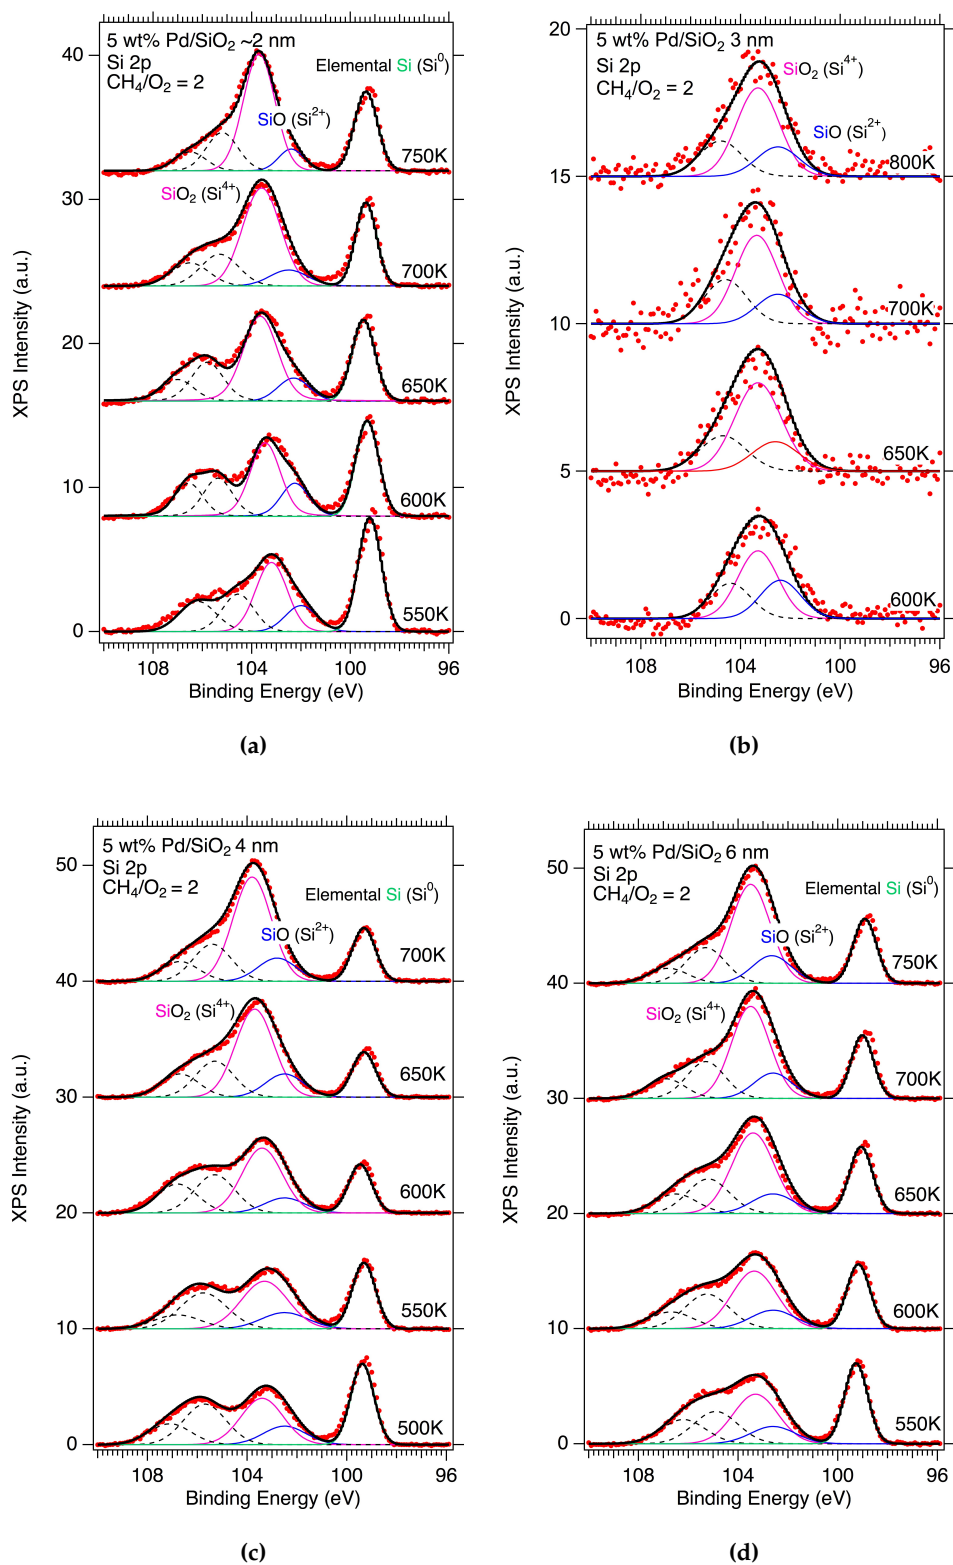 5 wt% Pd/SiO₂ ~2 nm
Si 2p
CH₄/O₂ = 2
Elemental Si (Si⁰)
SiO (Si²⁺)
SiO₂ (Si⁴⁺)
750K
700K
650K
600K
550K
40
30
20
10
0
XPS Intensity (a.u.)
108 104 100 96
Binding Energy (eV)
(a)
5 wt% Pd/SiO₂ 3 nm
Si 2p
CH₄/O₂ = 2
SiO₂ (Si⁴⁺)
SiO (Si²⁺)
800K
700K
650K
600K
20
15
10
5
0
XPS Intensity (a.u.)
108 104 100 96
Binding Energy (eV)
(b)
5 wt% Pd/SiO₂ 4 nm
Si 2p
CH₄/O₂ = 2
Elemental Si (Si⁰)
SiO (Si²⁺)
SiO₂ (Si⁴⁺)
700K
650K
600K
550K
500K
50
40
30
20
10
0
XPS Intensity (a.u.)
108 104 100 96
Binding Energy (eV)
(c)
5 wt% Pd/SiO₂ 6 nm
Si 2p
CH₄/O₂ = 2
Elemental Si (Si⁰)
SiO (Si²⁺)
SiO₂ (Si⁴⁺)
750K
700K
650K
600K
550K
50
40
30
20
10
0
XPS Intensity (a.u.)
108 104 100 96
Binding Energy (eV)
(d)